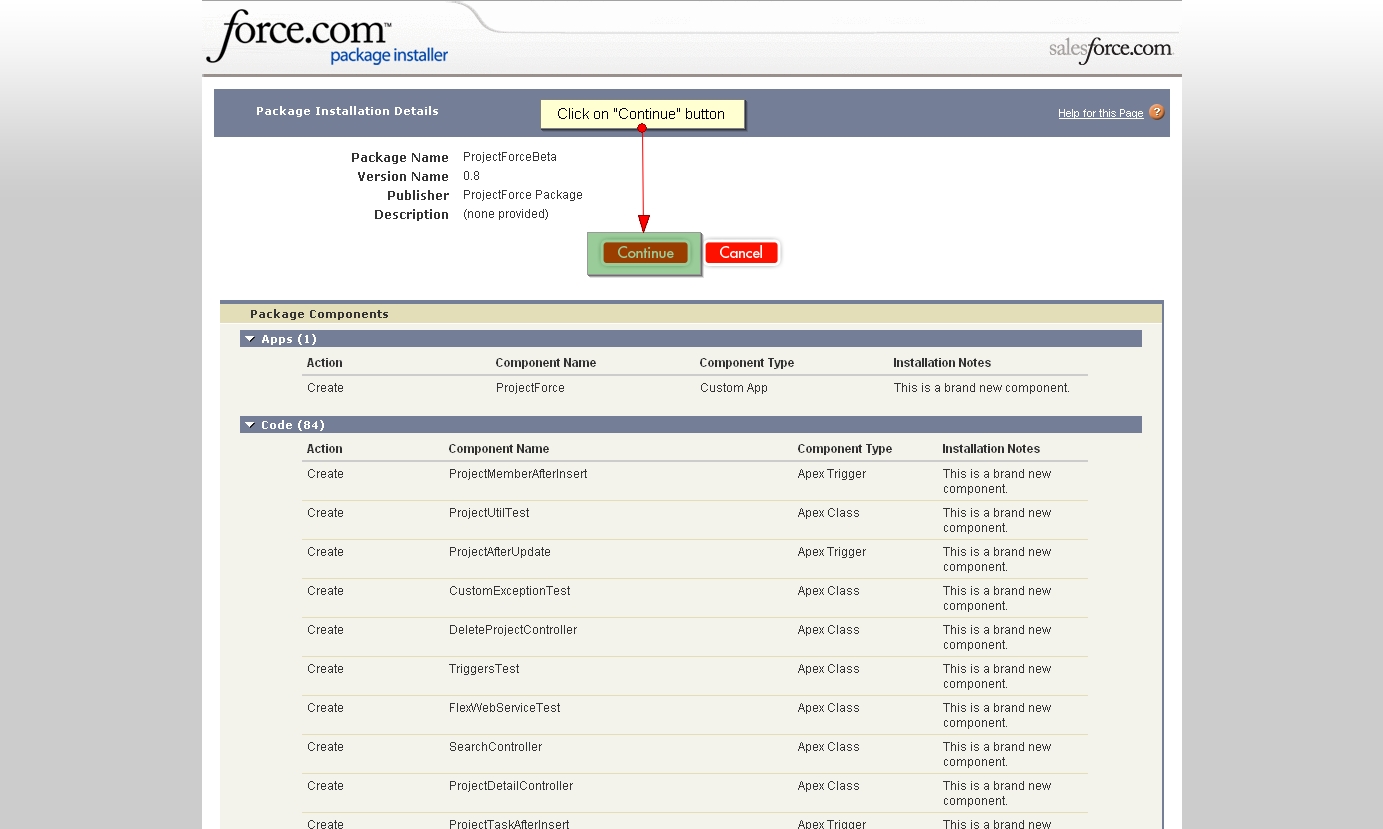 force.com™
package installer
salesforce.com
Package Installation Details
Click on "Continue" button
Help for this Page ?
Package Name ProjectForceBeta
Version Name 0.8
Publisher ProjectForce Package
Description (none provided)
Continue Cancel
Package Components
Apps (1)
Action Component Name Component Type Installation Notes
Create ProjectForce Custom App This is a brand new component.
Code (84)
Action Component Name Component Type Installation Notes
Create ProjectMemberAfterInsert Apex Trigger This is a brand new
component.
Create ProjectUtilTest Apex Class This is a brand new
component.
Create ProjectAfterUpdate Apex Trigger This is a brand new
component.
Create CustomExceptionTest Apex Class This is a brand new
component.
Create DeleteProjectController Apex Class This is a brand new
component.
Create TriggersTest Apex Class This is a brand new
component.
Create FlexWebServiceTest Apex Class This is a brand new
component.
Create SearchController Apex Class This is a brand new
component.
Create ProjectDetailController Apex Class This is a brand new
component.
Create ProjectTaskAfterInsert Apex Trigger This is a brand new